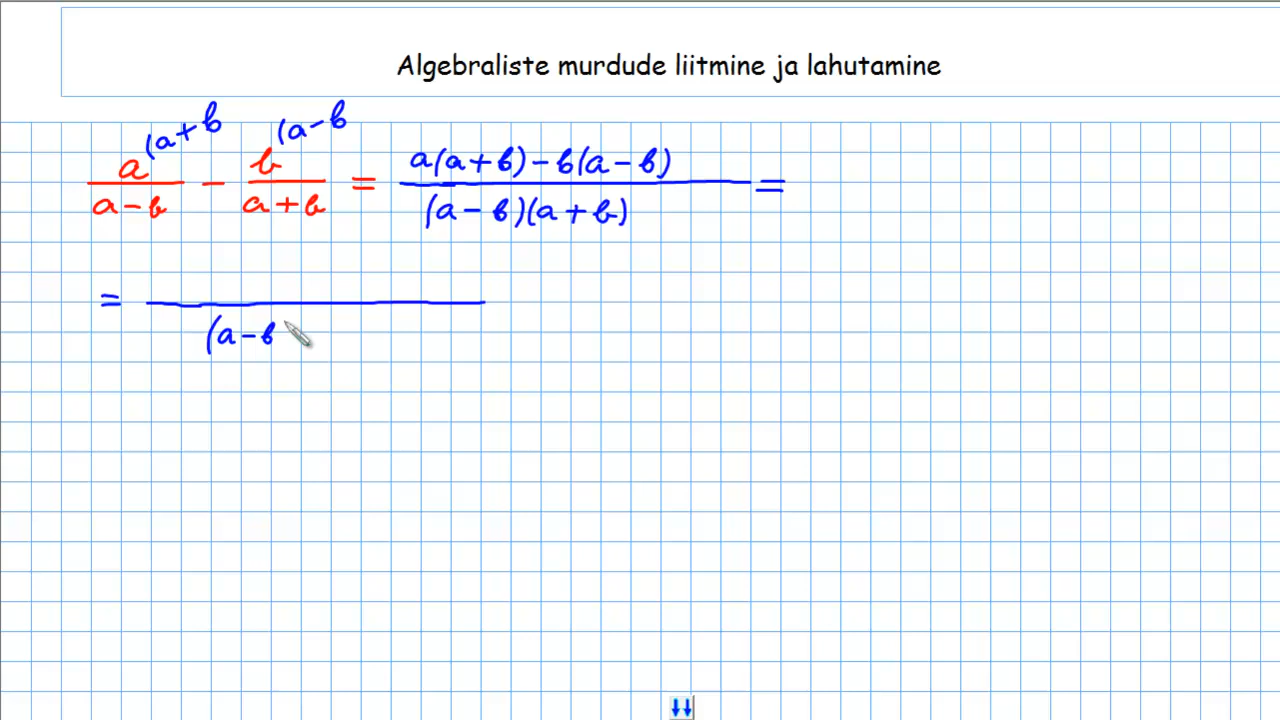 Algebraliste murdude liitmine ja lahutamine
(a+b (a-b
a/(a-b) - b/(a+b) = (a(a+b)-b(a-b))/((a-b)(a+b)) =
= /(a-b